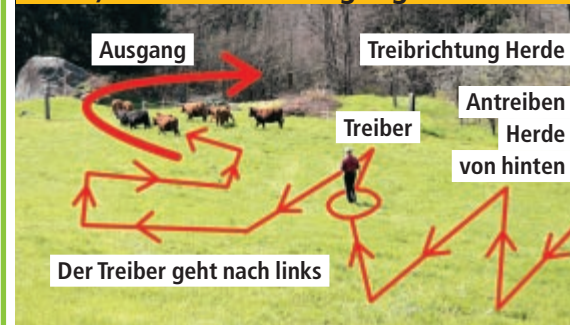 Ausgang
Treibrichtung Herde
Antreiben
Herde
von hinten
Treiber
Der Treiber geht nach links